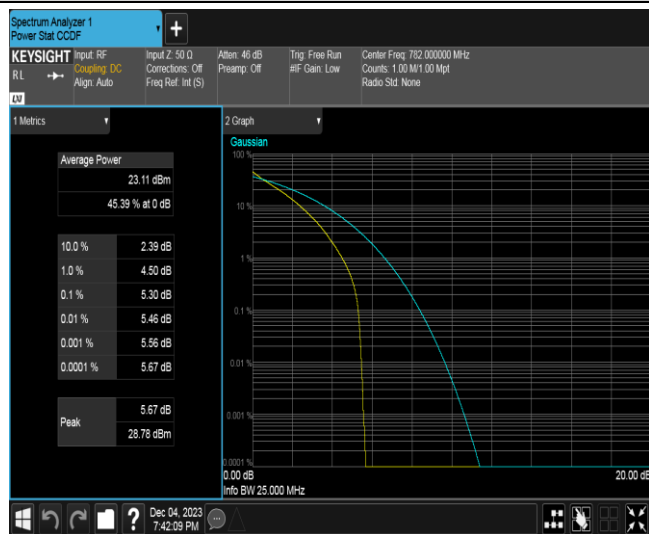 Spectrum Analyzer 1
Power Stat CCDF
+
KEYSIGHT
RL
LXI
Input: RF
Coupling: DC
Align: Auto
Input Z: 50 Ω
Corrections: Off
Freq Ref: Int (S)
Atten: 46 dB
Preamp: Off
Trig: Free Run
#IF Gain: Low
Center Freq: 782.000000 MHz
Counts: 1.00 M/1.00 Mpt
Radio Std: None
1 Metrics
Average Power
23.11 dBm
45.39 % at 0 dB
10.0 % 2.39 dB
1.0 % 4.50 dB
0.1 % 5.30 dB
0.01 % 5.46 dB
0.001 % 5.56 dB
0.0001 % 5.67 dB
Peak
5.67 dB
28.78 dBm
2 Graph
Gaussian
100 %
10 %
1 %
0.1 %
0.01 %
0.001 %
0.0001 %
0.00 dB 20.00 dB
Info BW 25.000 MHz
?
Dec 04, 2023
7:42:09 PM